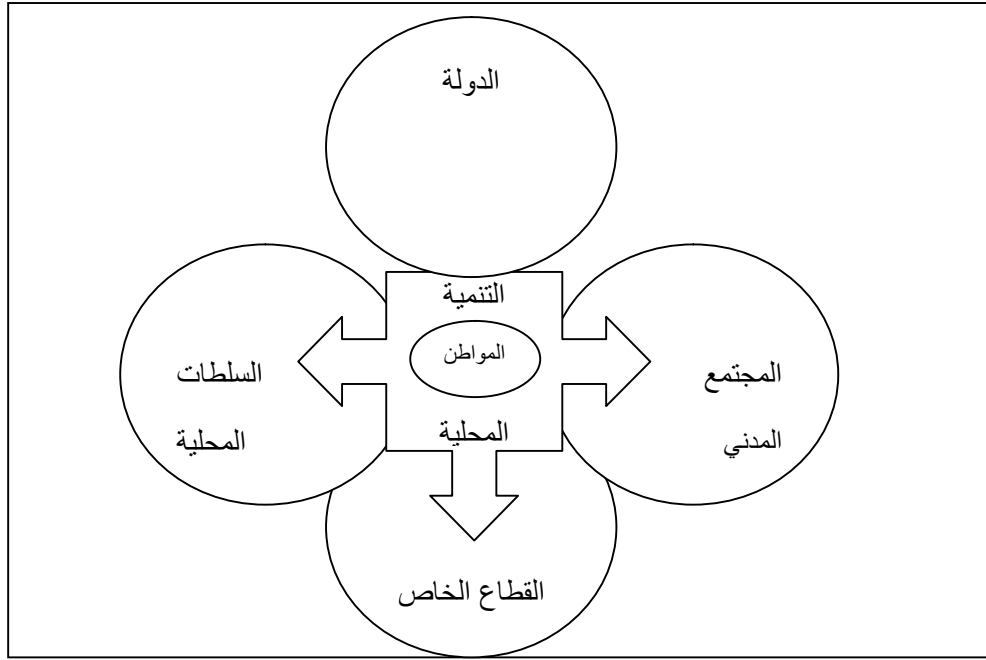 الدولة
التنمية
المواطن
المحلية
المجتمع
المدني
السلطات
المحلية
القطاع الخاص